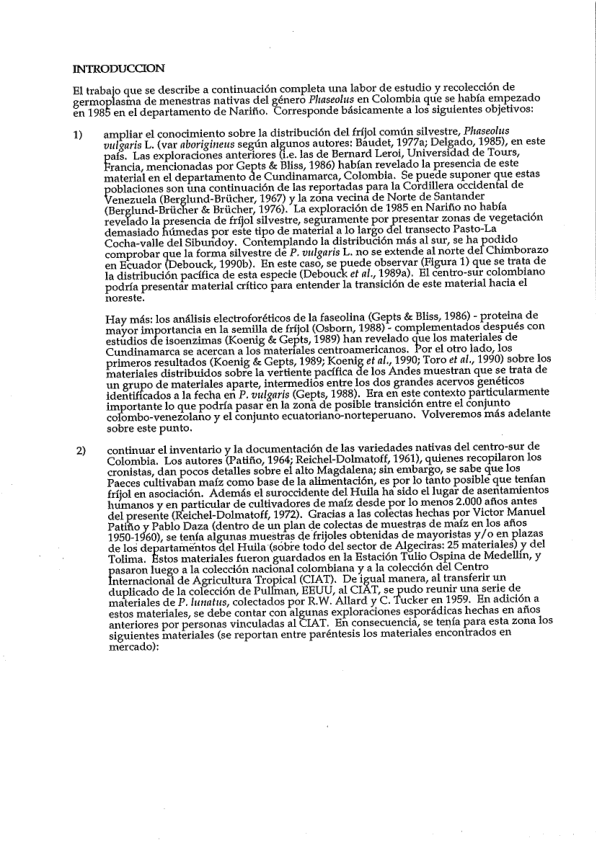 INTRODUCCION
El trabajo que se describe a continuación completa una labor de estudio y recolección de
germoplasma de menestras nativas del género Phaseolus en Colombia que se había empezado
en 1985 en el departamento de Nariño. Corresponde básicamente a los siguientes objetivos:
1) ampliar el conocimiento sobre la distribución del fríjol común silvestre, Phaseolus
vulgaris L. (var aborigineus según algunos autores: Baudet, 1977a; Delgado, 1985), en este
país. Las exploraciones anteriores (i.e. las de Bernard Leroi, Universidad de Tours,
Francia, mencionadas por Gepts & Bliss, 1986) habían revelado la presencia de este
material en el departamento de Cundinamarca, Colombia. Se puede suponer que estas
poblaciones son una continuación de las reportadas para la Cordillera occidental de
Venezuela (Berglund-Brücher, 1967) y la zona vecina de Norte de Santander
(Berglund-Brücher & Brücher, 1976). La exploración de 1985 en Nariño no había
revelado la presencia de fríjol silvestre, seguramente por presentar zonas de vegetación
demasiado húmedas por este tipo de material a lo largo del transecto Pasto-La
Cocha-valle del Sibundoy. Contemplando la distribución más al sur, se ha podido
comprobar que la forma silvestre de P. vulgaris L. no se extende al norte del Chimborazo
en Ecuador (Debouck, 1990b). En este caso, se puede observar (Figura 1) que se trata de
la distribución pacífica de esta especie (Debouck et al., 1989a). El centro-sur colombiano
podría presentar material crítico para entender la transición de este material hacia el
noreste.
Hay más: los análisis electroforéticos de la faseolina (Gepts & Bliss, 1986) - proteina de
mayor importancia en la semilla de fríjol (Osborn, 1988) - complementados después con
estudios de isoenzimas (Koenig & Gepts, 1989) han revelado que los materiales de
Cundinamarca se acercan a los materiales centroamericanos. Por el otro lado, los
primeros resultados (Koenig & Gepts, 1989; Koenig et al., 1990; Toro et al., 1990) sobre los
materiales distribuidos sobre la vertiente pacífica de los Andes muestran que se trata de
un grupo de materiales aparte, intermedios entre los dos grandes acervos genéticos
identificados a la fecha en P. vulgaris (Gepts, 1988). Era en este contexto particularmente
importante lo que podría pasar en la zona de posible transición entre el conjunto
colombo-venezolano y el conjunto ecuatoriano-norteperuano. Volveremos más adelante
sobre este punto.
2) continuar el inventario y la documentación de las variedades nativas del centro-sur de
Colombia. Los autores (Patiño, 1964; Reichel-Dolmatoff, 1961), quienes recopilaron los
cronistas, dan pocos detalles sobre el alto Magdalena; sin embargo, se sabe que los
Paeces cultivaban maíz como base de la alimentación, es por lo tanto posible que tenían
fríjol en asociación. Además el suroccidente del Huila ha sido el lugar de asentamientos
humanos y en particular de cultivadores de maíz desde por lo menos 2.000 años antes
del presente (Reichel-Dolmatoff, 1972). Gracias a las colectas hechas por Victor Manuel
Patiño y Pablo Daza (dentro de un plan de colectas de muestras de maíz en los años
1950-1960), se tenía algunas muestras de frijoles obtenidas de mayoristas y/o en plazas
de los departamentos del Huila (sobre todo del sector de Algeciras: 25 materiales) y del
Tolima. Estos materiales fueron guardados en la Estación Tulio Ospina de Medellín, y
pasaron luego a la colección nacional colombiana y a la colección del Centro
Internacional de Agricultura Tropical (CIAT). De igual manera, al transferir un
duplicado de la colección de Pullman, EEUU, al CIAT, se pudo reunir una serie de
materiales de P. lunatus, colectados por R.W. Allard y C. Tucker en 1959. En adición a
estos materiales, se debe contar con algunas exploraciones esporádicas hechas en años
anteriores por personas vinculadas al CIAT. En consecuencia, se tenía para esta zona los
siguientes materiales (se reportan entre paréntesis los materiales encontrados en
mercado):